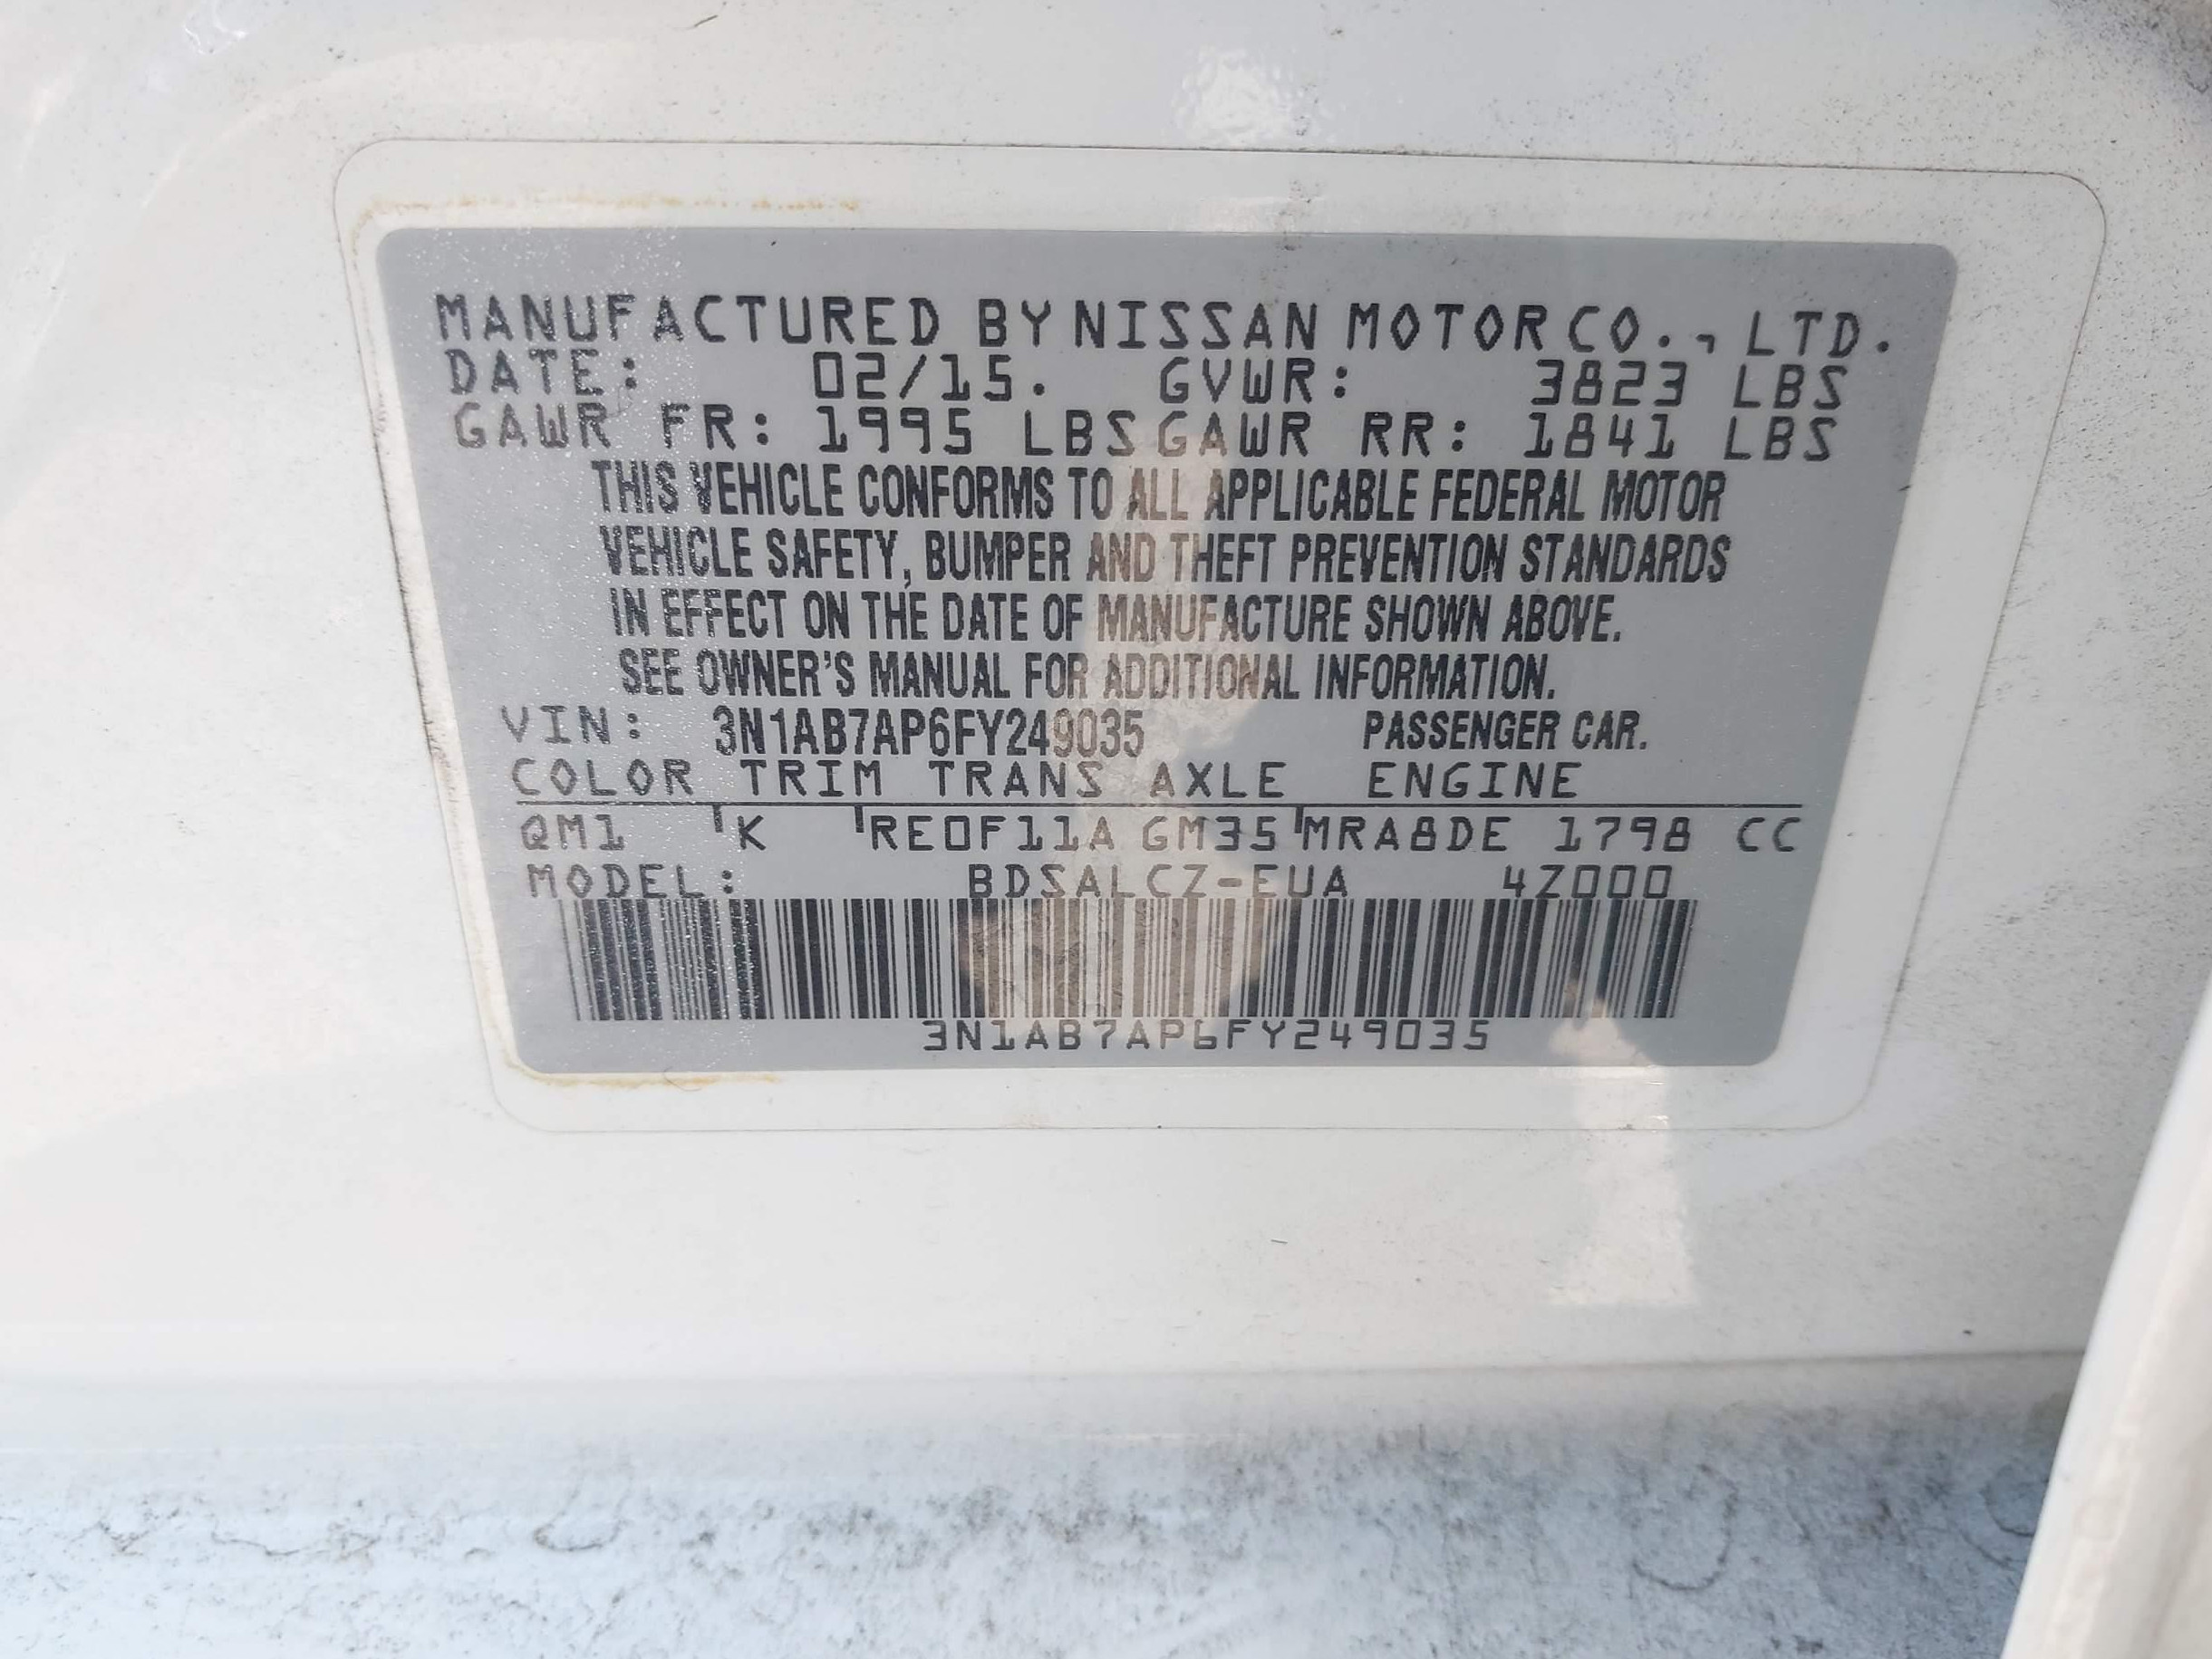 MANUFACTURED BY NISSAN MOTOR CO., LTD.
DATE: 02/15. GVWR: 3823 LBS
GAWR FR: 1995 LBS GAWR RR: 1841 LBS
THIS VEHICLE CONFORMS TO ALL APPLICABLE FEDERAL MOTOR
VEHICLE SAFETY, BUMPER AND THEFT PREVENTION STANDARDS
IN EFFECT ON THE DATE OF MANUFACTURE SHOWN ABOVE.
SEE OWNER'S MANUAL FOR ADDITIONAL INFORMATION.
VIN: 3N1AB7AP6FY249035 PASSENGER CAR.
COLOR TRIM TRANS AXLE ENGINE
QM1 K RE0F11A GM35 MRA8DE 1798 CC
MODEL: BDSALCZ-EUA 4Z000
3N1AB7AP6FY249035